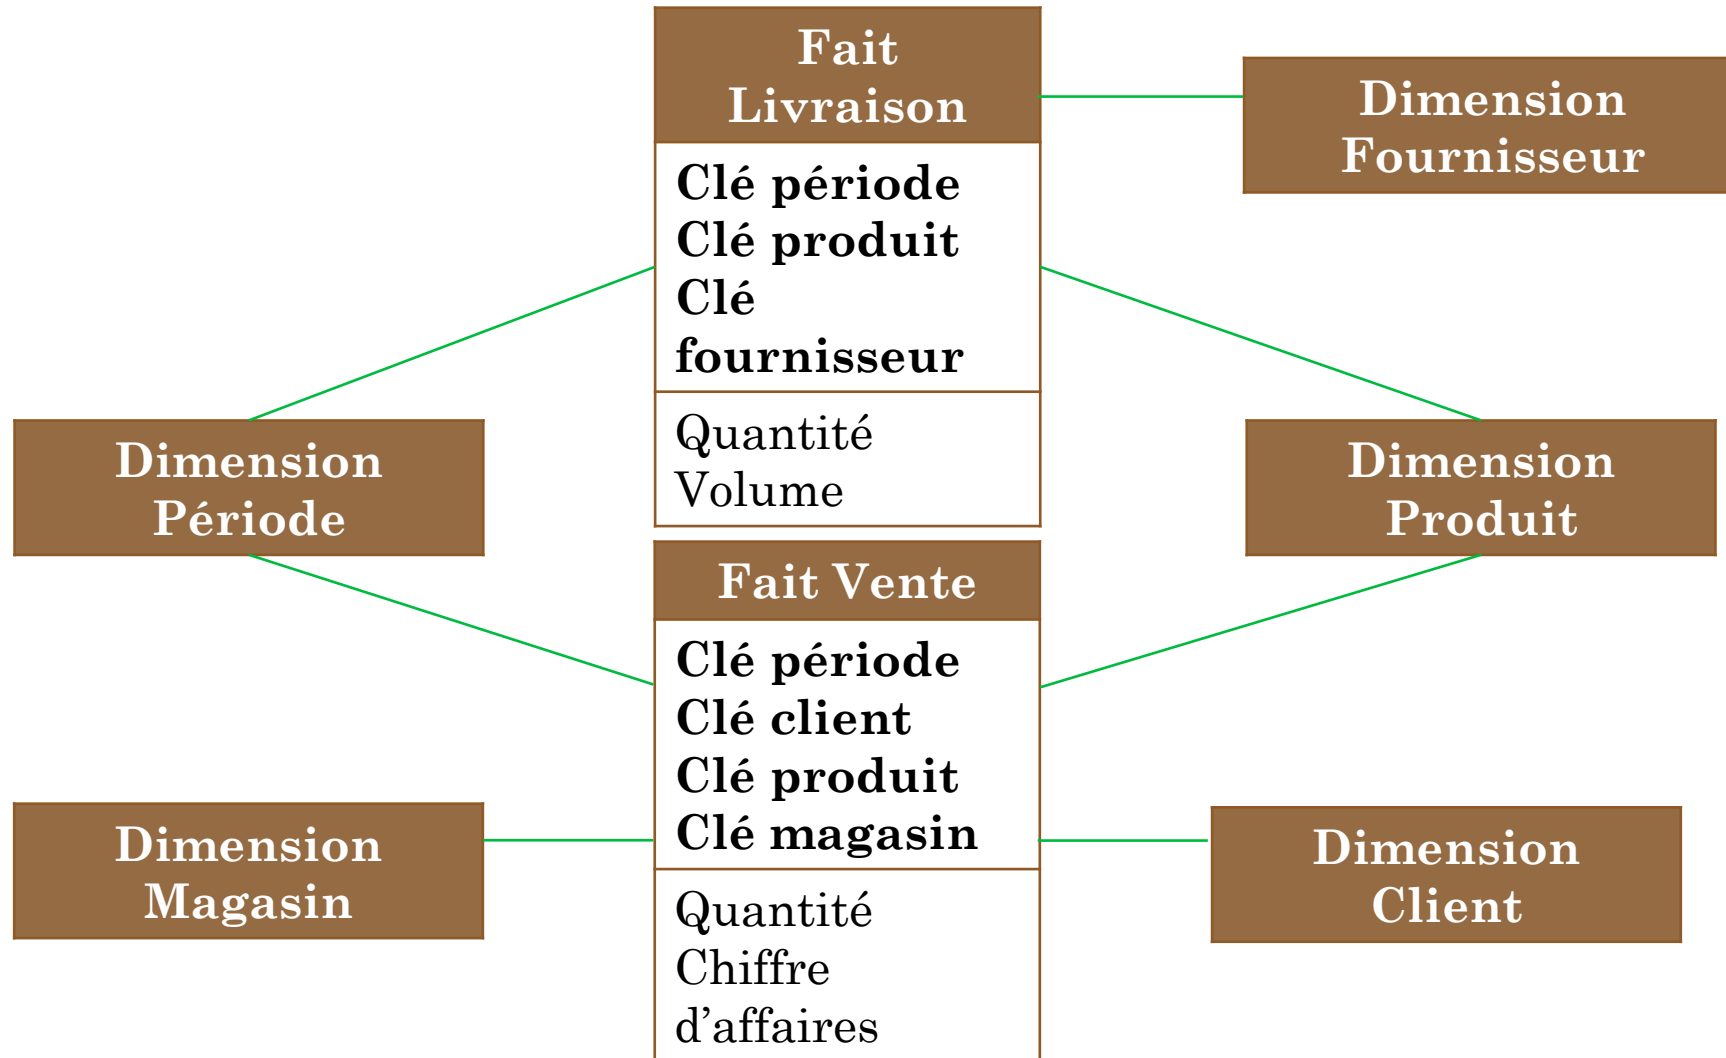 Fait
Livraison
Clé période
Clé produit
Clé
fournisseur
Quantité
Volume
Dimension
Fournisseur
Dimension
Période
Dimension
Produit
Fait Vente
Clé période
Clé client
Clé produit
Clé magasin
Quantité
Chiffre
d’affaires
Dimension
Magasin
Dimension
Client